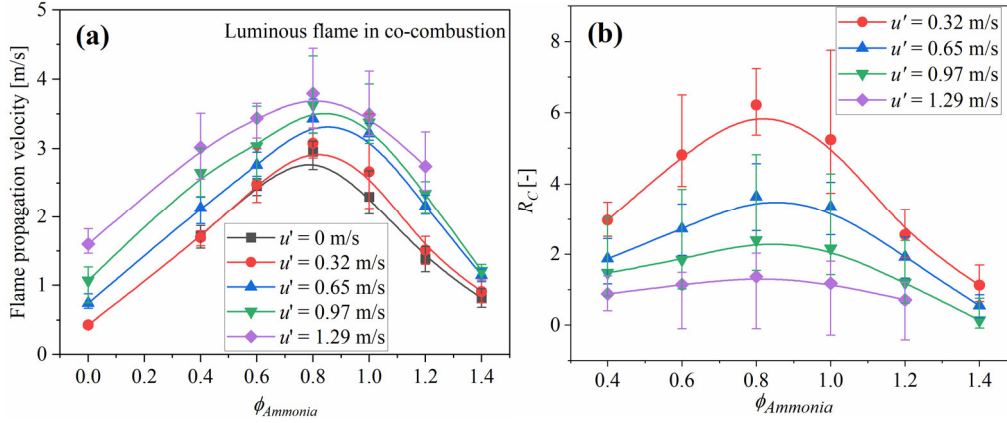 (a)
Luminous flame in co-combustion
Flame propagation velocity [m/s]
5
4
3
2
1
0
u' = 0 m/s
u' = 0.32 m/s
u' = 0.65 m/s
u' = 0.97 m/s
u' = 1.29 m/s
0.0 0.2 0.4 0.6 0.8 1.0 1.2 1.4
ϕAmmonia
(b)
u' = 0.32 m/s
u' = 0.65 m/s
u' = 0.97 m/s
u' = 1.29 m/s
RC [-]
8
6
4
2
0
0.4 0.6 0.8 1.0 1.2 1.4
ϕAmmonia